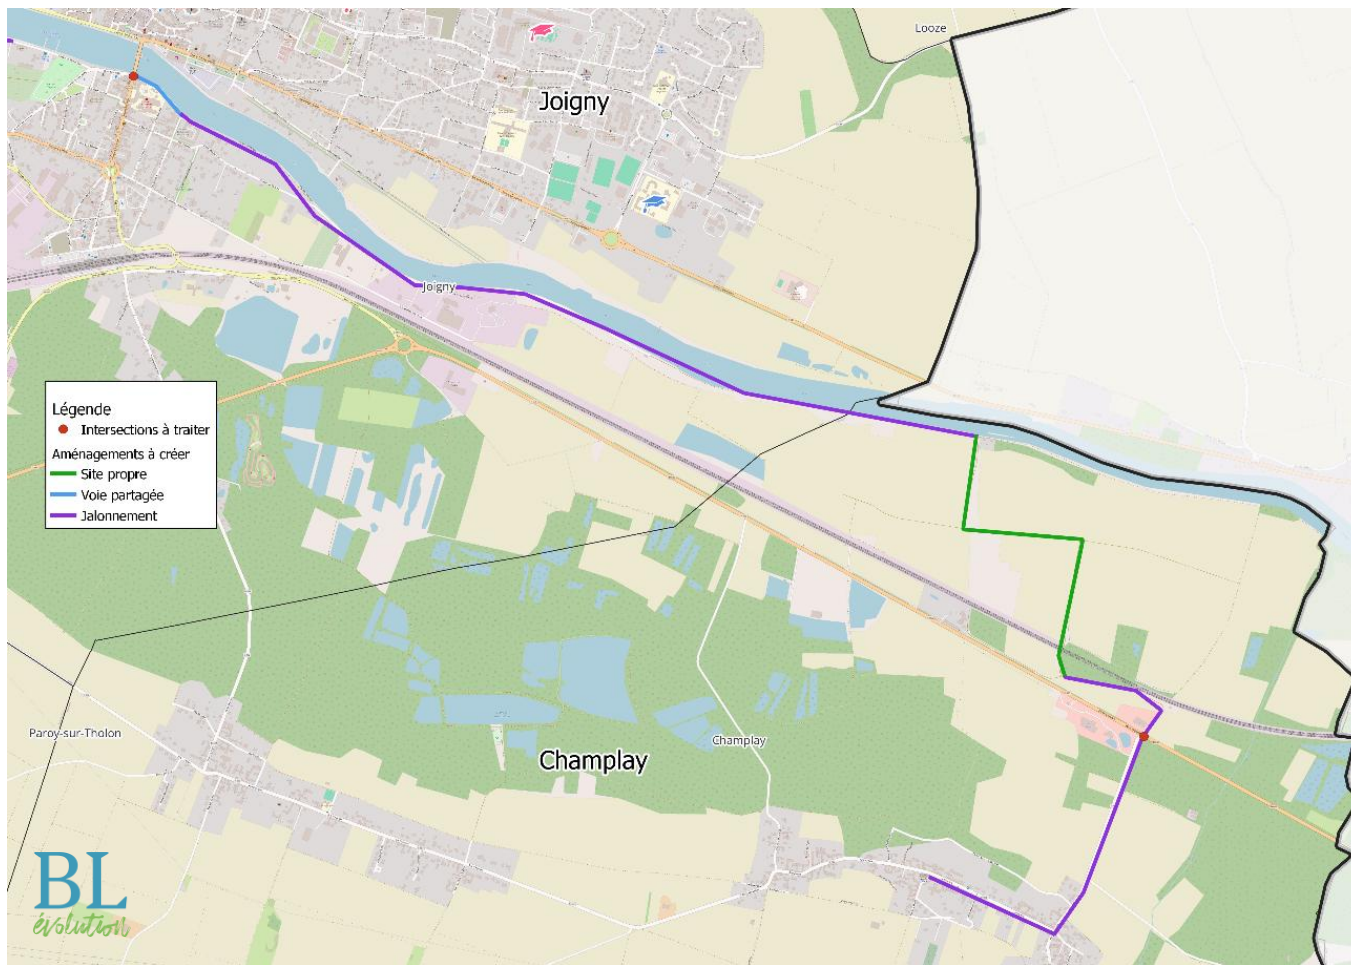 Looze
Joigny
Joigny
Légende
Intersections à traiter
Aménagements à créer
Site propre
Voie partagée
Jalonnement
Paroy-sur-Tholon
Champlay
Champlay
BL
évolution